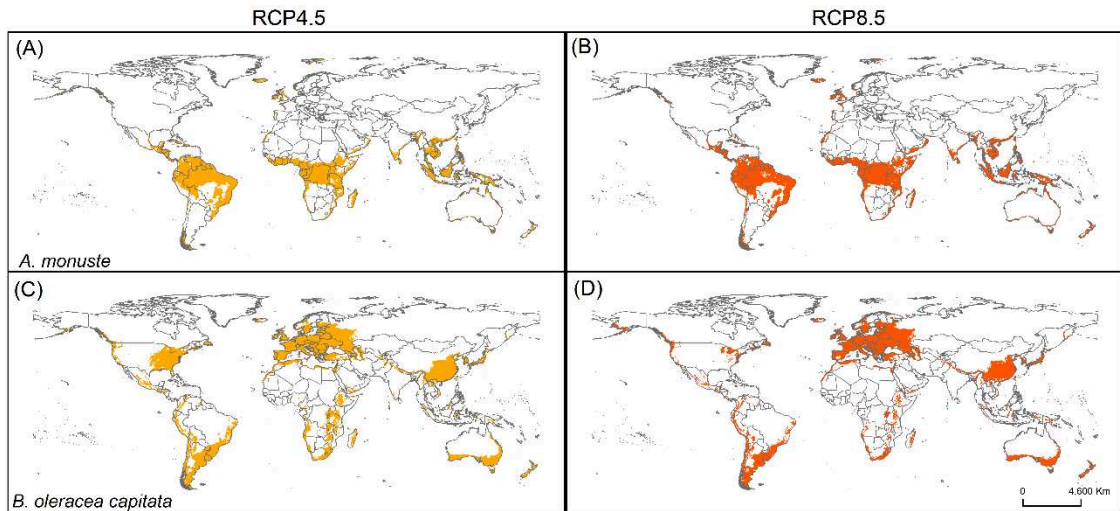 RCP4.5
RCP8.5
(A)
(B)
A. monuste
(C)
(D)
B. oleracea capitata
0 4.600 Km